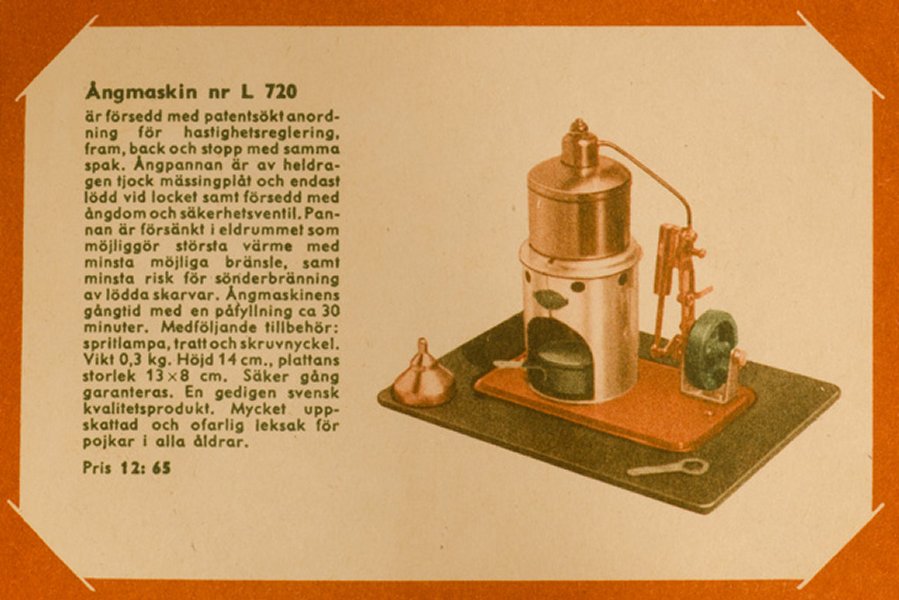 Ångmaskin nr L 720
är försedd med patentsökt anord-
ning för hastighetsreglering,
fram, back och stopp med samma
spak. Ångpannan är av heldra-
gen tjock mässingplåt och endast
lödd vid locket samt försedd med
ångdom och säkerhetsventil. Pan-
nan är försänkt i eldrummet som
möjliggör största värme med
minsta möjliga bränsle, samt
minsta risk för sönderbränning
av lödda skarvar. Ångmaskinens
gångtid med en påfyllning ca 30
minuter. Medföljande tillbehör:
spritlampa, tratt och skruvnyckel.
Vikt 0,3 kg. Höjd 14 cm., plattans
storlek 13×8 cm. Säker gång
garanteras. En gedigen svensk
kvalitetsprodukt. Mycket upp-
skattad och ofarlig leksak för
pojkar i alla åldrar.
Pris 12: 65